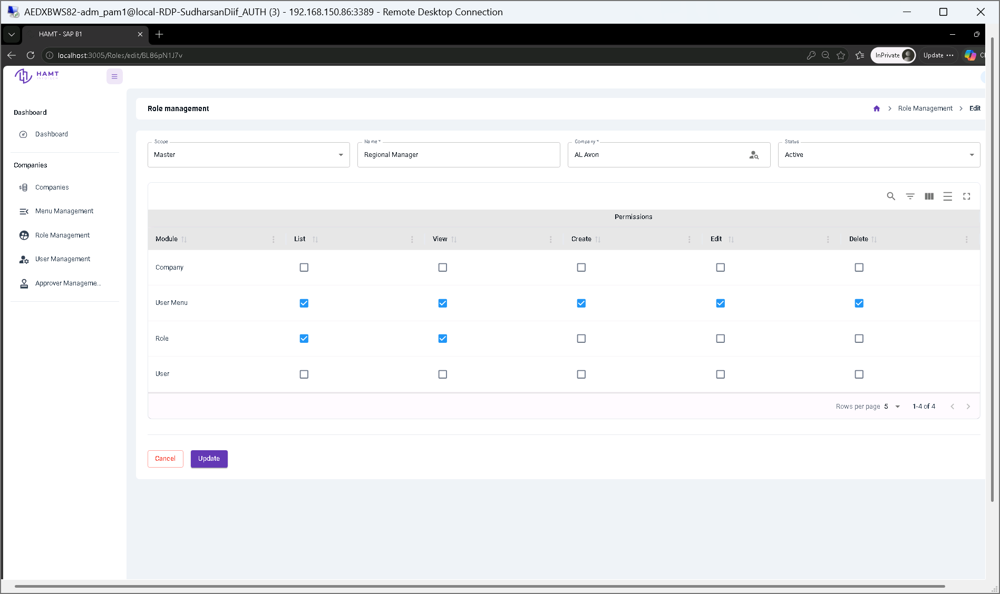 AEDXBWS82-adm_pam1@local-RDP-SudharsanDiif_AUTH (3) - 192.168.150.86:3389 - Remote Desktop Connection
HAMT - SAP B1
localhost:3005/Roles/edit/BL86pN1J7v
InPrivate
Update
HAMT
INFOTECH
Role management
Role Management
Edit
Dashboard
Dashboard
Companies
Companies
Menu Management
Role Management
User Management
Approver Manageme...
Scope
Master
Name *
Regional Manager
Company *
AL Avon
Status
Active
Permissions
Module List View Create Edit Delete
Company
User Menu
Role
User
Rows per page 5 1-4 of 4
Cancel Update